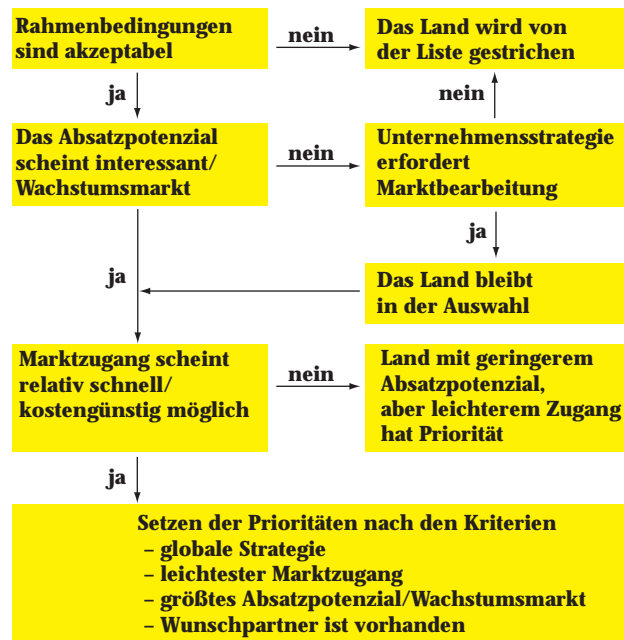 Rahmenbedingungen
sind akzeptabel
nein
Das Land wird von
der Liste gestrichen
ja
nein
Das Absatzpotenzial
scheint interessant/
Wachstumsmarkt
nein
Unternehmensstrategie
erfordert
Marktbearbeitung
ja
ja
Das Land bleibt
in der Auswahl
Marktzugang scheint
relativ schnell/
kostengünstig möglich
nein
Land mit geringerem
Absatzpotenzial,
aber leichterem Zugang
hat Priorität
ja
Setzen der Prioritäten nach den Kriterien
– globale Strategie
– leichtester Marktzugang
– größtes Absatzpotenzial/Wachstumsmarkt
– Wunschpartner ist vorhanden